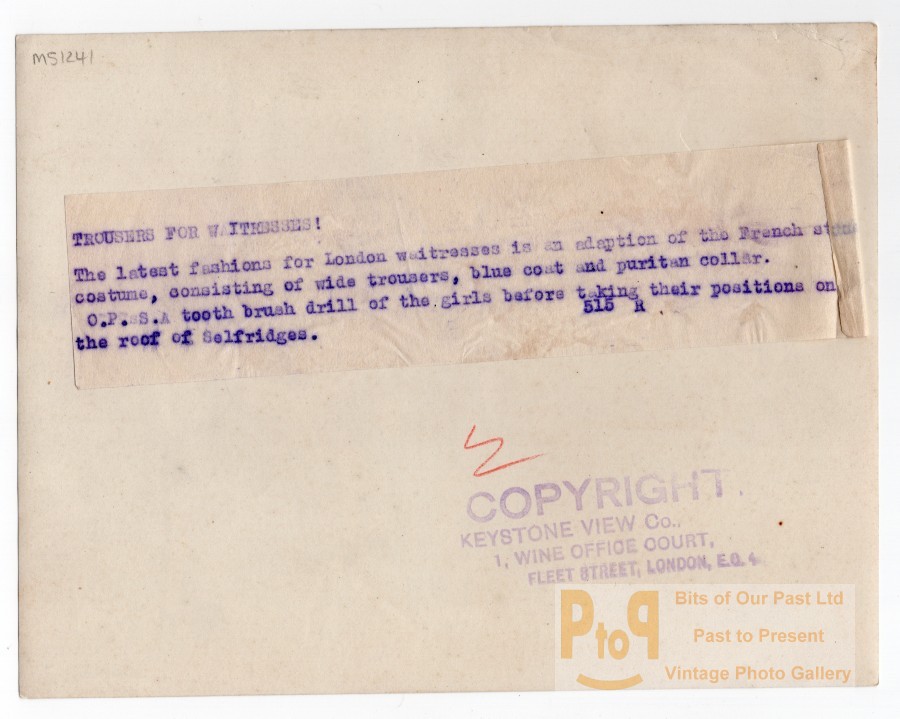 MS1241
TROUSERS FOR WAITRESSES!
The latest fashions for London waitresses is an adaption of the French
costume, consisting of wide trousers, blue coat and puritan collar.
O.P.S.A tooth brush drill of the girls before taking their positions on
515 R
the roof of Selfridges.
COPYRIGHT.
KEYSTONE VIEW Co.,
1, WINE OFFICE COURT,
FLEET STREET, LONDON, E.C. 4
PtoP
Bits of Our Past Ltd
Past to Present
Vintage Photo Gallery